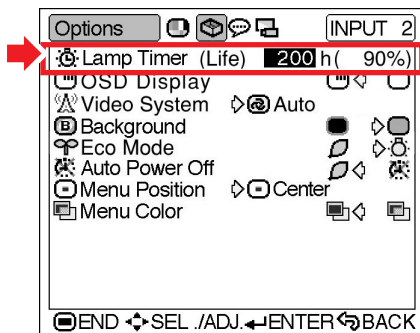 Options INPUT 2
Lamp Timer (Life) 200 h( 90%)
OSD Display
Video System Auto
B Background
Eco Mode
Auto Power Off
Menu Position Center
Menu Color
END SEL./ADJ. ENTER BACK